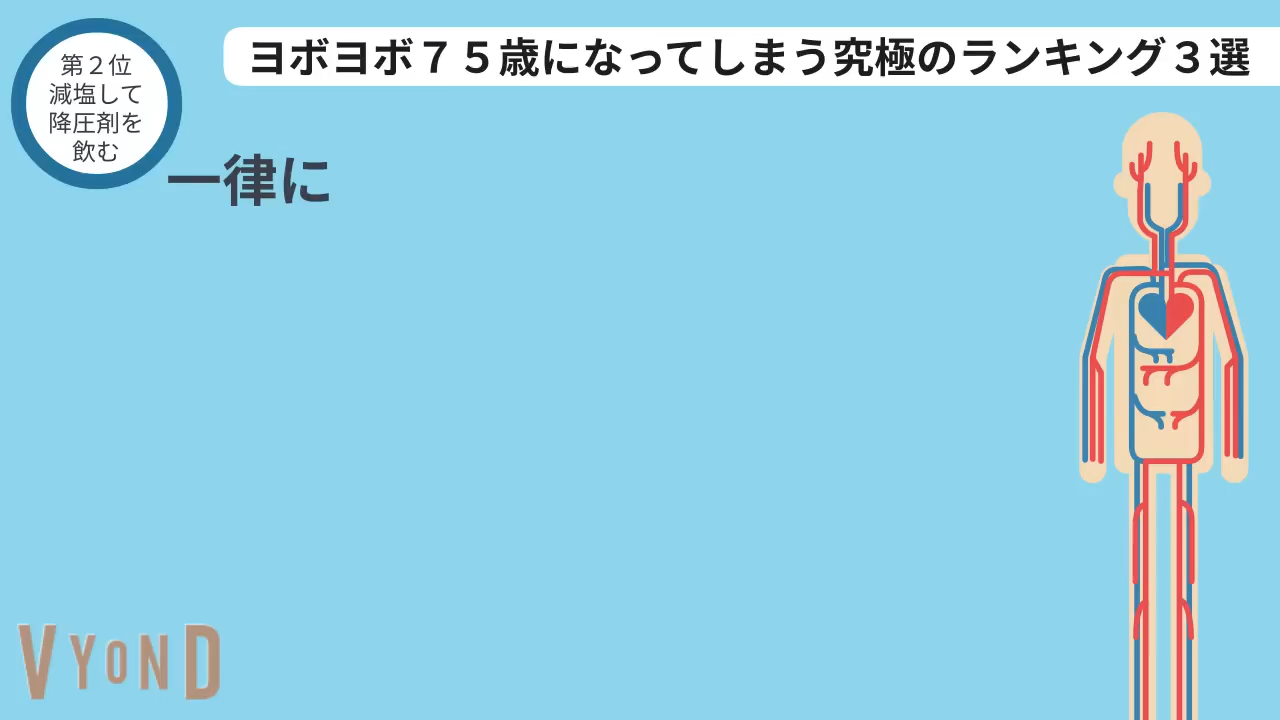 ヨボヨボ７５歳になってしまう究極のランキング３選
第２位
減塩して
降圧剤を
飲む
一律に
VYOND